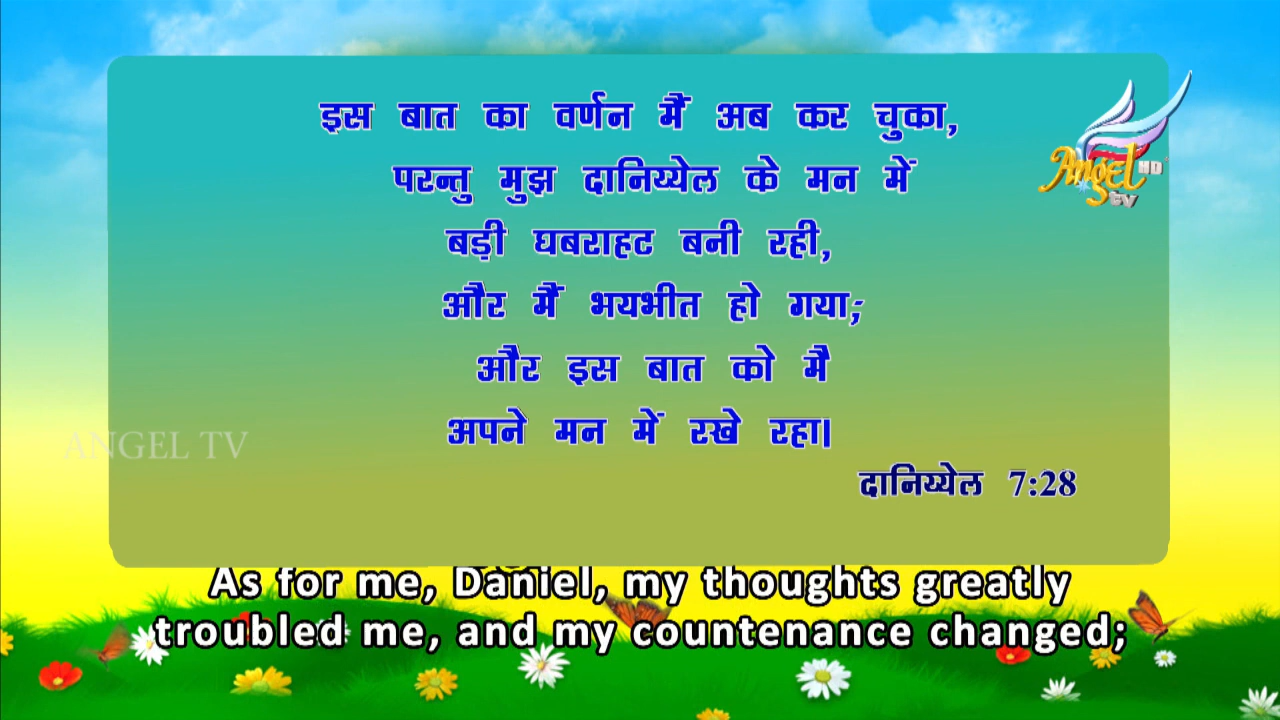 इस बात का वर्णन मैं अब कर चुका,
परन्तु मुझ दानिय्येल के मन में
बड़ी घबराहट बनी रही,
और मैं भयभीत हो गया;
और इस बात को मै
अपने मन में रखे रहा।
दानिय्येल 7:28
Angel HD
tv
ANGEL TV
As for me, Daniel, my thoughts greatly
troubled me, and my countenance changed;